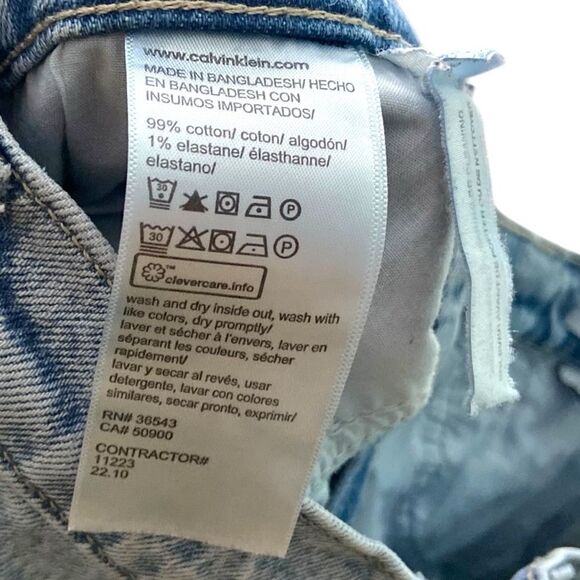 www.calvinklein.com
MADE IN BANGLADESH/ HECHO
EN BANGLADESH CON
INSUMOS IMPORTADOS/
99% cotton/ coton/ algodón/
1% elastane/ élasthanne/
elastano/
30 P
30 P
clevercare.info™
wash and dry inside out, wash with
like colors, dry promptly/
laver et sécher à l'envers, laver en
séparant les couleurs, sécher
rapidement/
lavar y secar al revés, usar
detergente, lavar con colores
similares, secar pronto, exprimir/
RN# 36543
CA# 50900
CONTRACTOR#
11223
22.10